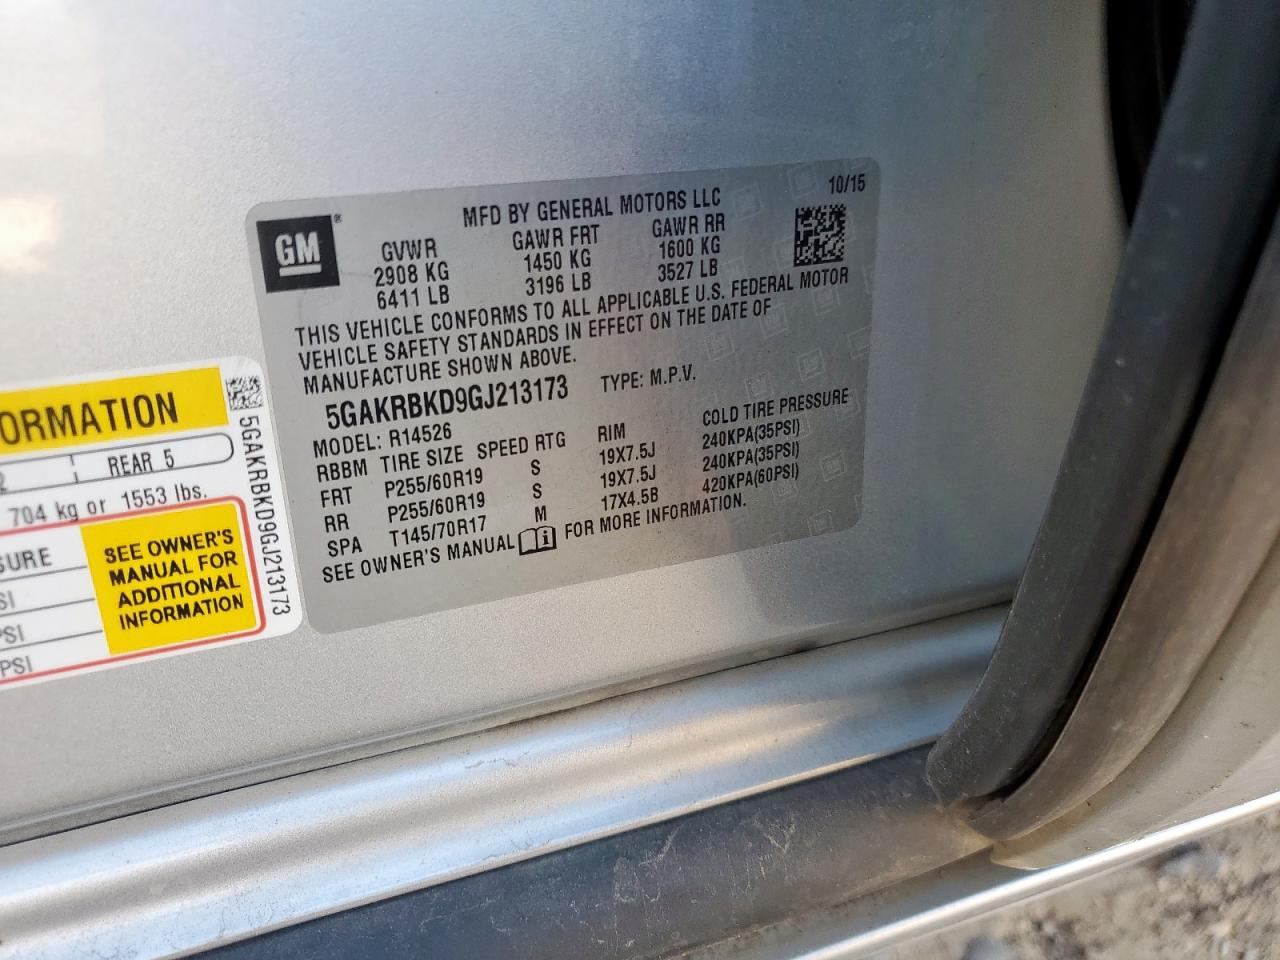 GM ®
MFD BY GENERAL MOTORS LLC 10/15
GVWR GAWR FRT GAWR RR
2908 KG 1450 KG 1600 KG
6411 LB 3196 LB 3527 LB
THIS VEHICLE CONFORMS TO ALL APPLICABLE U.S. FEDERAL MOTOR
VEHICLE SAFETY STANDARDS IN EFFECT ON THE DATE OF
MANUFACTURE SHOWN ABOVE.
5GAKRBKD9GJ213173 TYPE: M.P.V.
MODEL: R14526
RBBM TIRE SIZE SPEED RTG RIM COLD TIRE PRESSURE
FRT P255/60R19 S 19X7.5J 240KPA(35PSI)
RR P255/60R19 S 19X7.5J 240KPA(35PSI)
SPA T145/70R17 M 17X4.5B 420KPA(60PSI)
SEE OWNER'S MANUAL FOR MORE INFORMATION.
ORMATION
REAR 5
704 kg or 1553 lbs.
SURE
SI
PSI
PSI
SEE OWNER'S
MANUAL FOR
ADDITIONAL
INFORMATION
5GAKRBKD9GJ213173